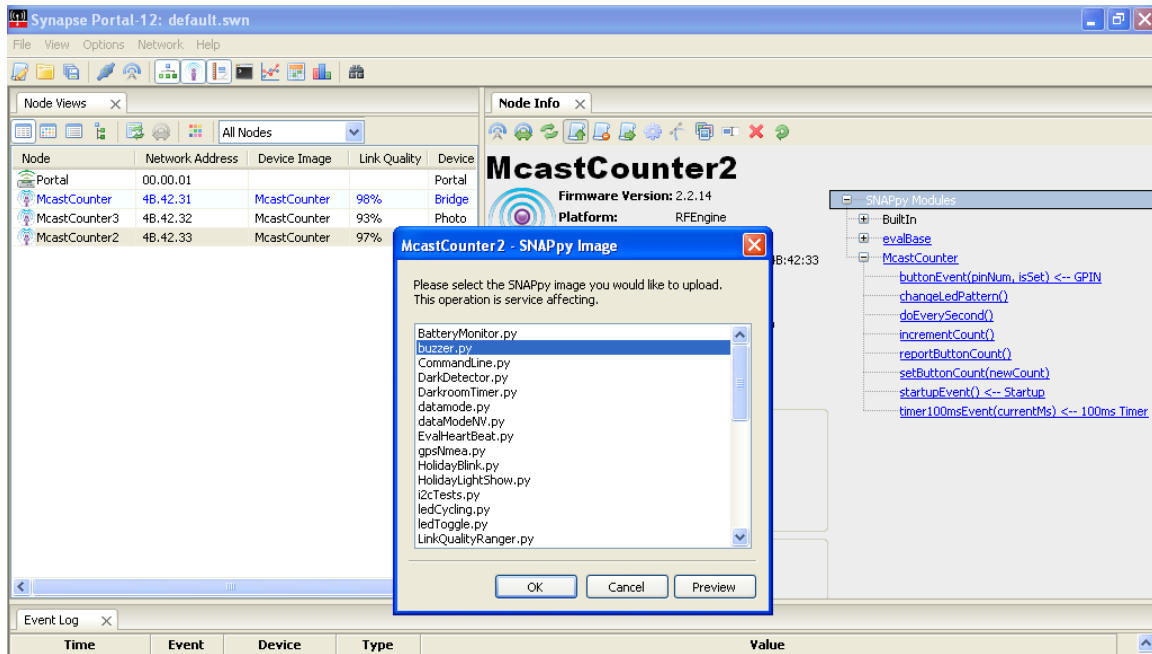 Synapse Portal-12: default.swn
File View Options Network Help
Node Views
All Nodes
Node Network Address Device Image Link Quality Device
Portal 00.00.01 Portal
McastCounter 4B.42.31 McastCounter 98% Bridge
McastCounter3 4B.42.32 McastCounter 93% Photo
McastCounter2 4B.42.33 McastCounter 97%
Node Info
McastCounter2
Firmware Version: 2.2.14
Platform: RFEngine
4B:42:33
SNAPpy Modules
BuiltIn
evalBase
McastCounter
buttonEvent(pinNum, isSet) <-- GPIN
changeLedPattern()
doEverySecond()
incrementCount()
reportButtonCount()
setButtonCount(newCount)
startupEvent() <-- Startup
timer100msEvent(currentMs) <-- 100ms Timer
McastCounter2 - SNAPpy Image
Please select the SNAPpy image you would like to upload.
This operation is service affecting.
BatteryMonitor.py
buzzer.py
CommandLine.py
DarkDetector.py
DarkroomTimer.py
datamode.py
dataModeNV.py
EvalHeartBeat.py
gpsNmea.py
HolidayBlink.py
HolidayLightShow.py
i2cTests.py
ledCycling.py
ledToggle.py
LinkQualityRanger.py
OK Cancel Preview
Event Log
Time Event Device Type Value